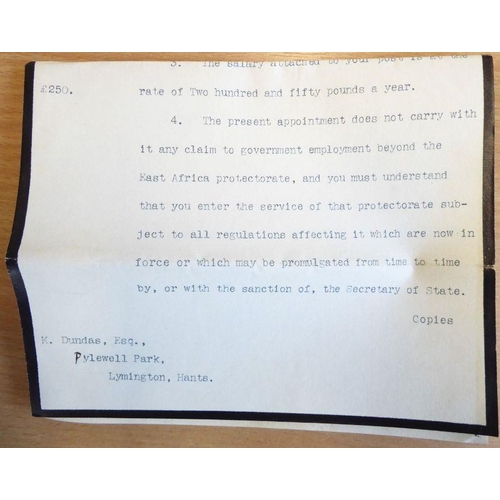 3. The salary attached to your post is at the
£250. rate of Two hundred and fifty pounds a year.
4. The present appointment does not carry with
it any claim to government employment beyond the
East Africa protectorate, and you must understand
that you enter the service of that protectorate sub-
ject to all regulations affecting it which are now in
force or which may be promulgated from time to time
by, or with the sanction of, the Secretary of State.
Copies
K. Dundas, Esq.,
Pylewell Park,
Lymington, Hants.